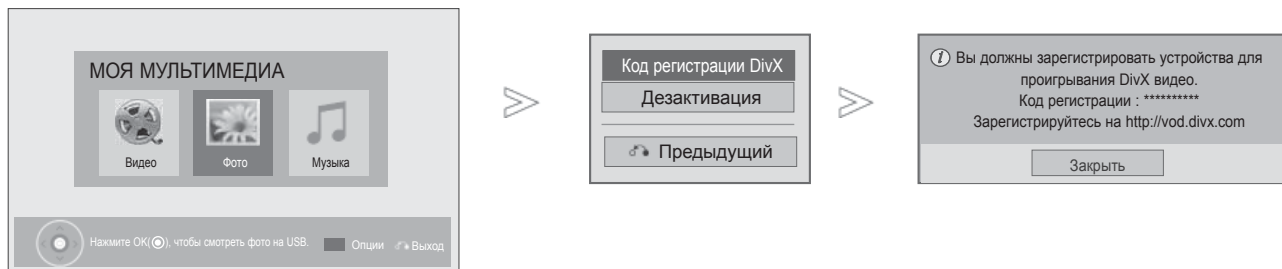 МОЯ МУЛЬТИМЕДИА
Видео
Фото
Музыка
Нажмите ОК(◉), чтобы смотреть фото на USB.
Опции
Выход
Код регистрации DivX
Дезактивация
Предыдущий
Вы должны зарегистрировать устройства для
проигрывания DivX видео.
Код регистрации : **********
Зарегистрируйтесь на http://vod.divx.com
Закрыть